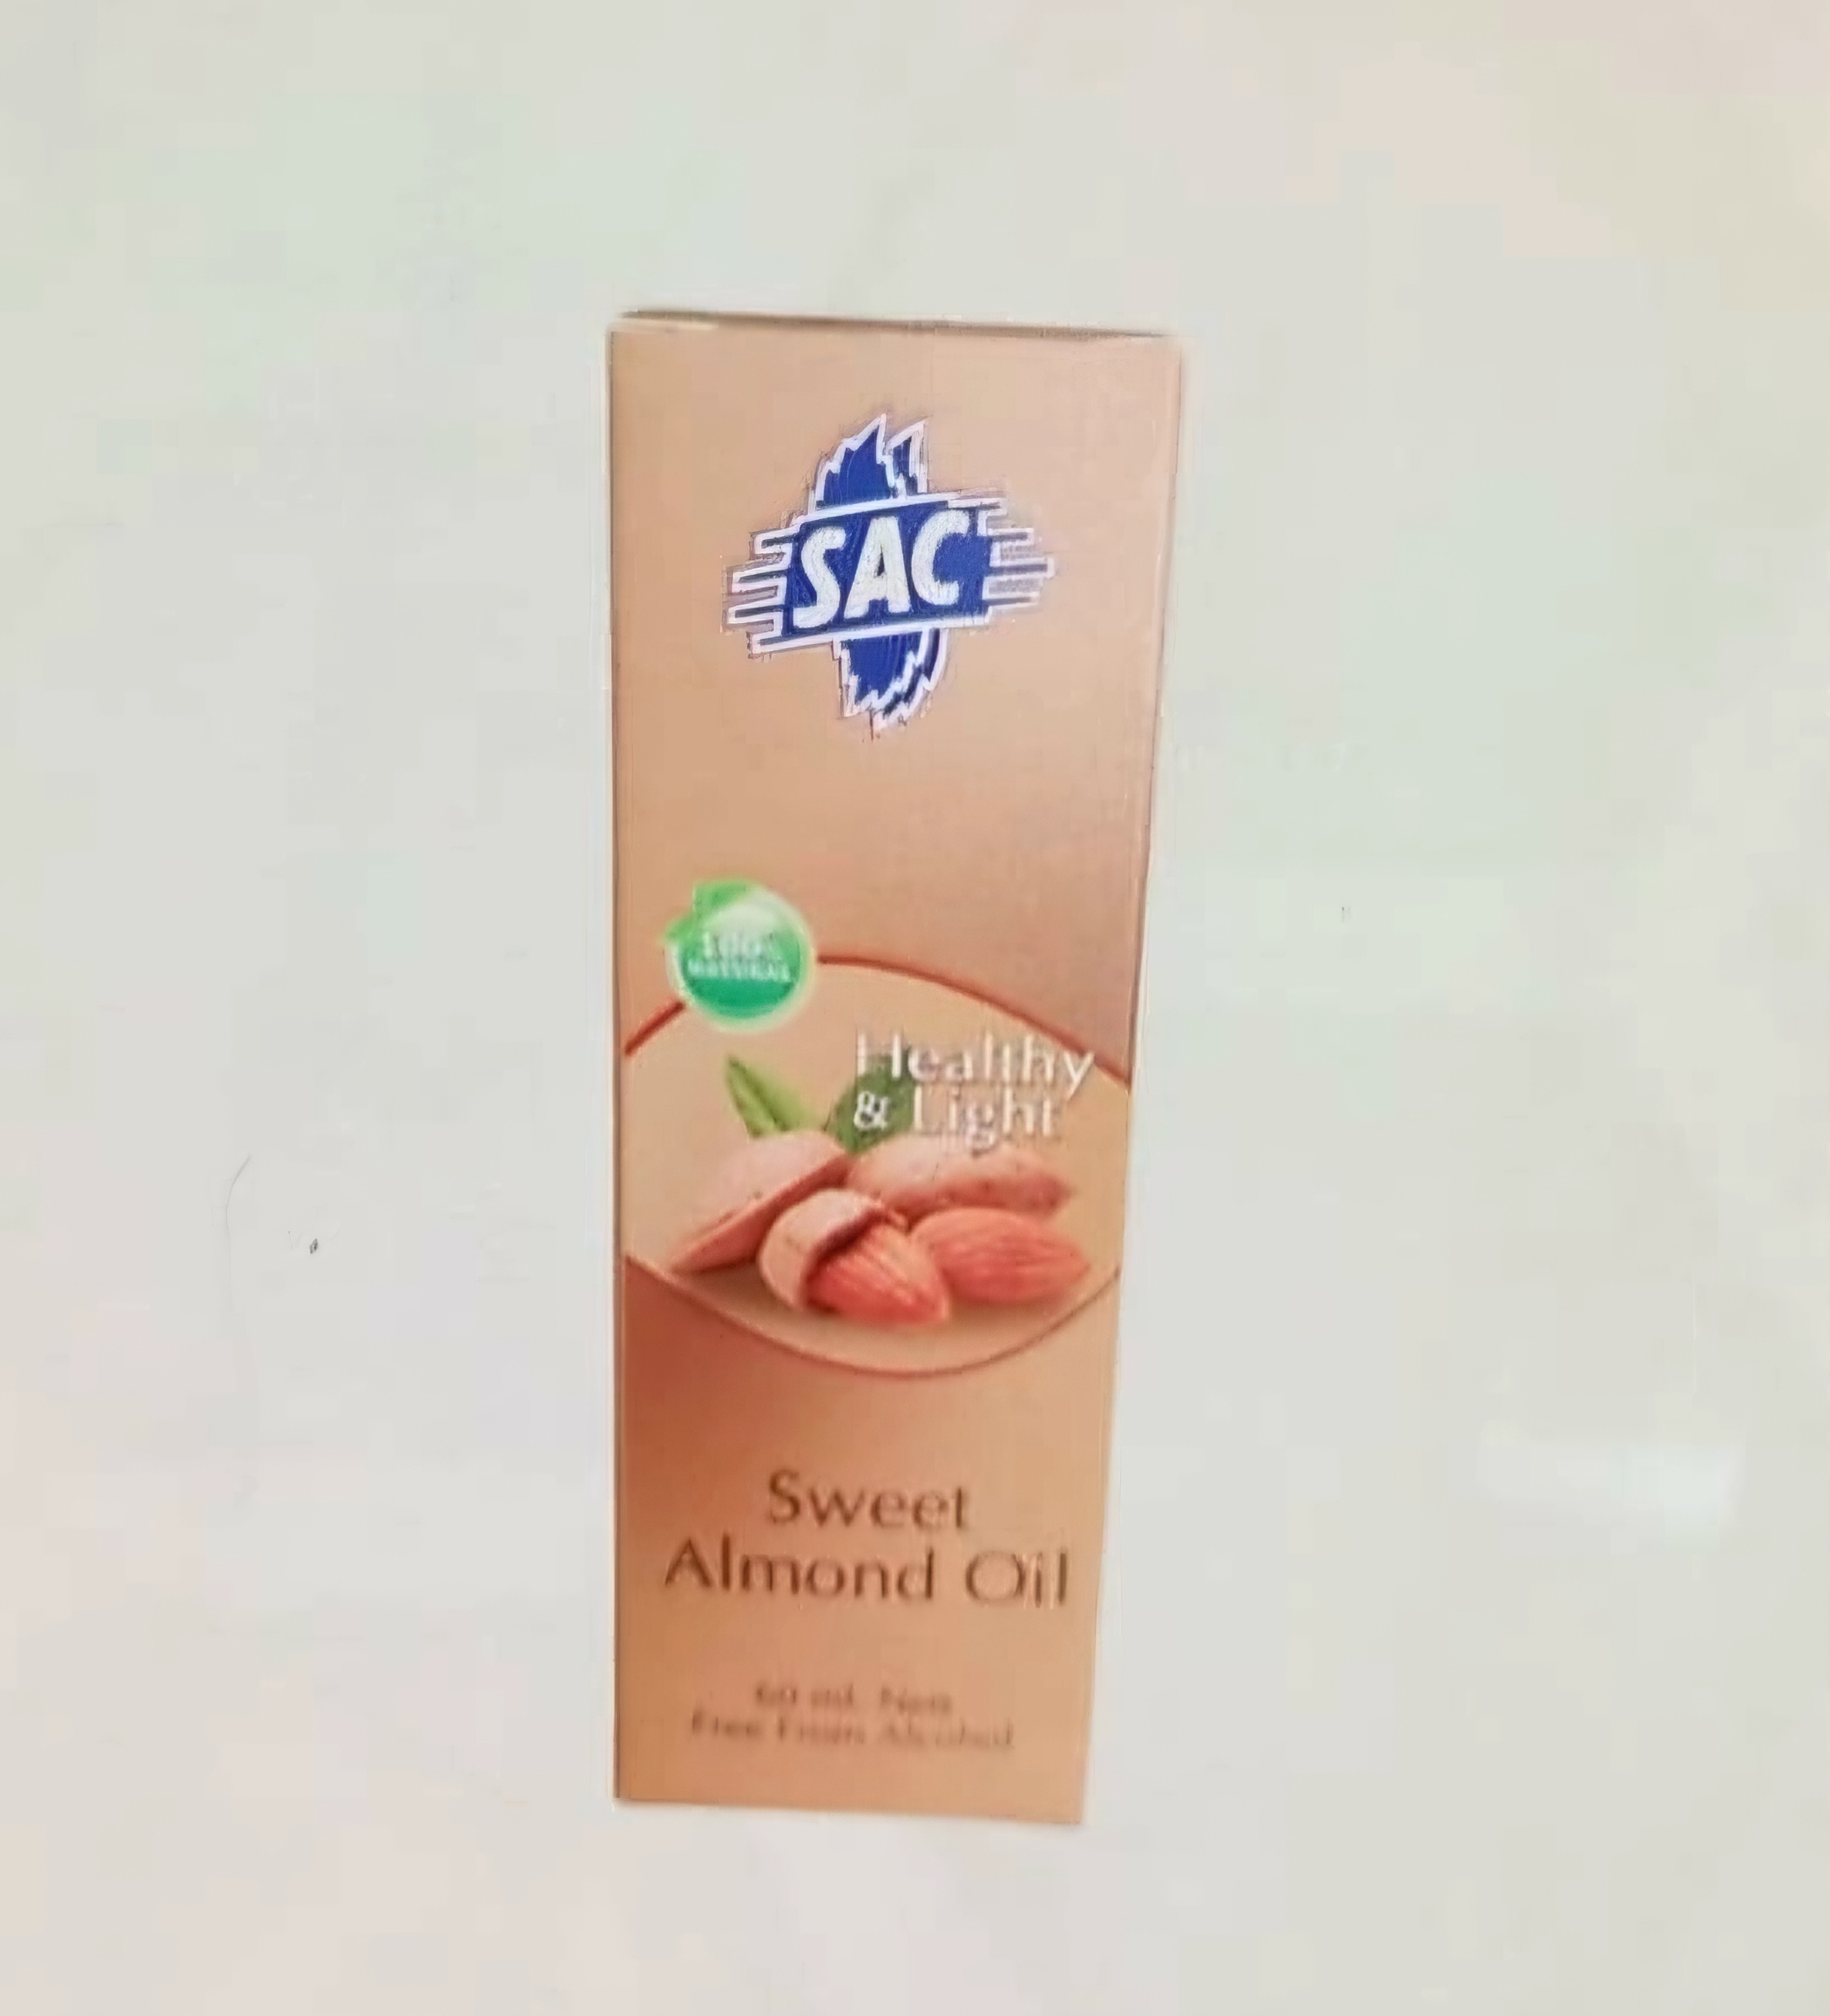 SAC
100%
NATURAL
Healthy
& Light
Sweet
Almond Oil
60 ml. Nett
Free From Alcohol